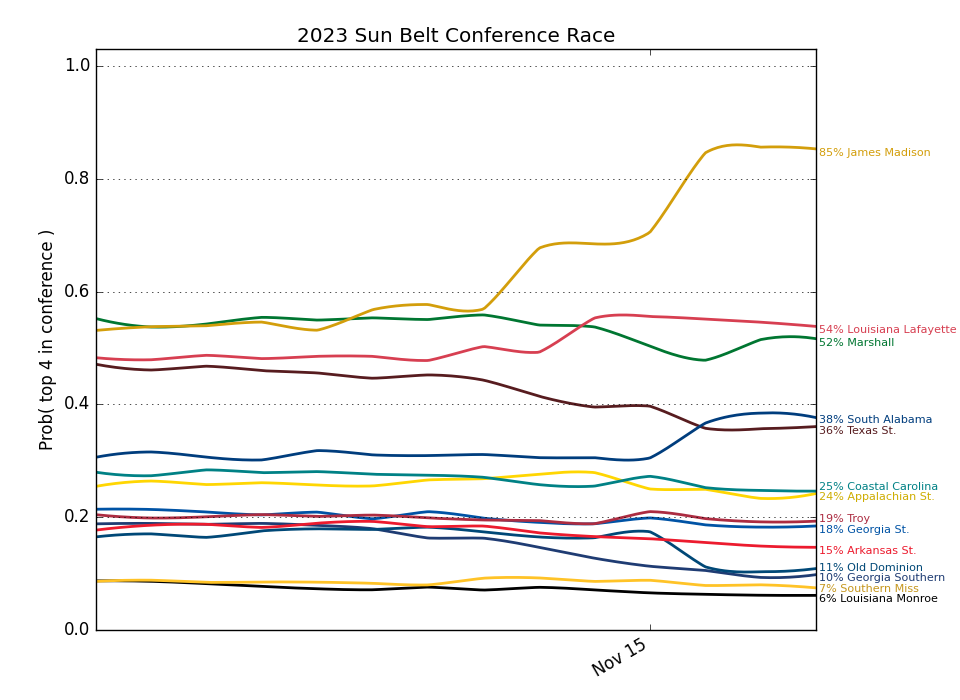 2023 Sun Belt Conference Race
Prob( top 4 in conference )
1.0
0.8
0.6
0.4
0.2
0.0
Nov 15
85% James Madison
54% Louisiana Lafayette
52% Marshall
38% South Alabama
36% Texas St.
25% Coastal Carolina
24% Appalachian St.
19% Troy
18% Georgia St.
15% Arkansas St.
11% Old Dominion
10% Georgia Southern
7% Southern Miss
6% Louisiana Monroe